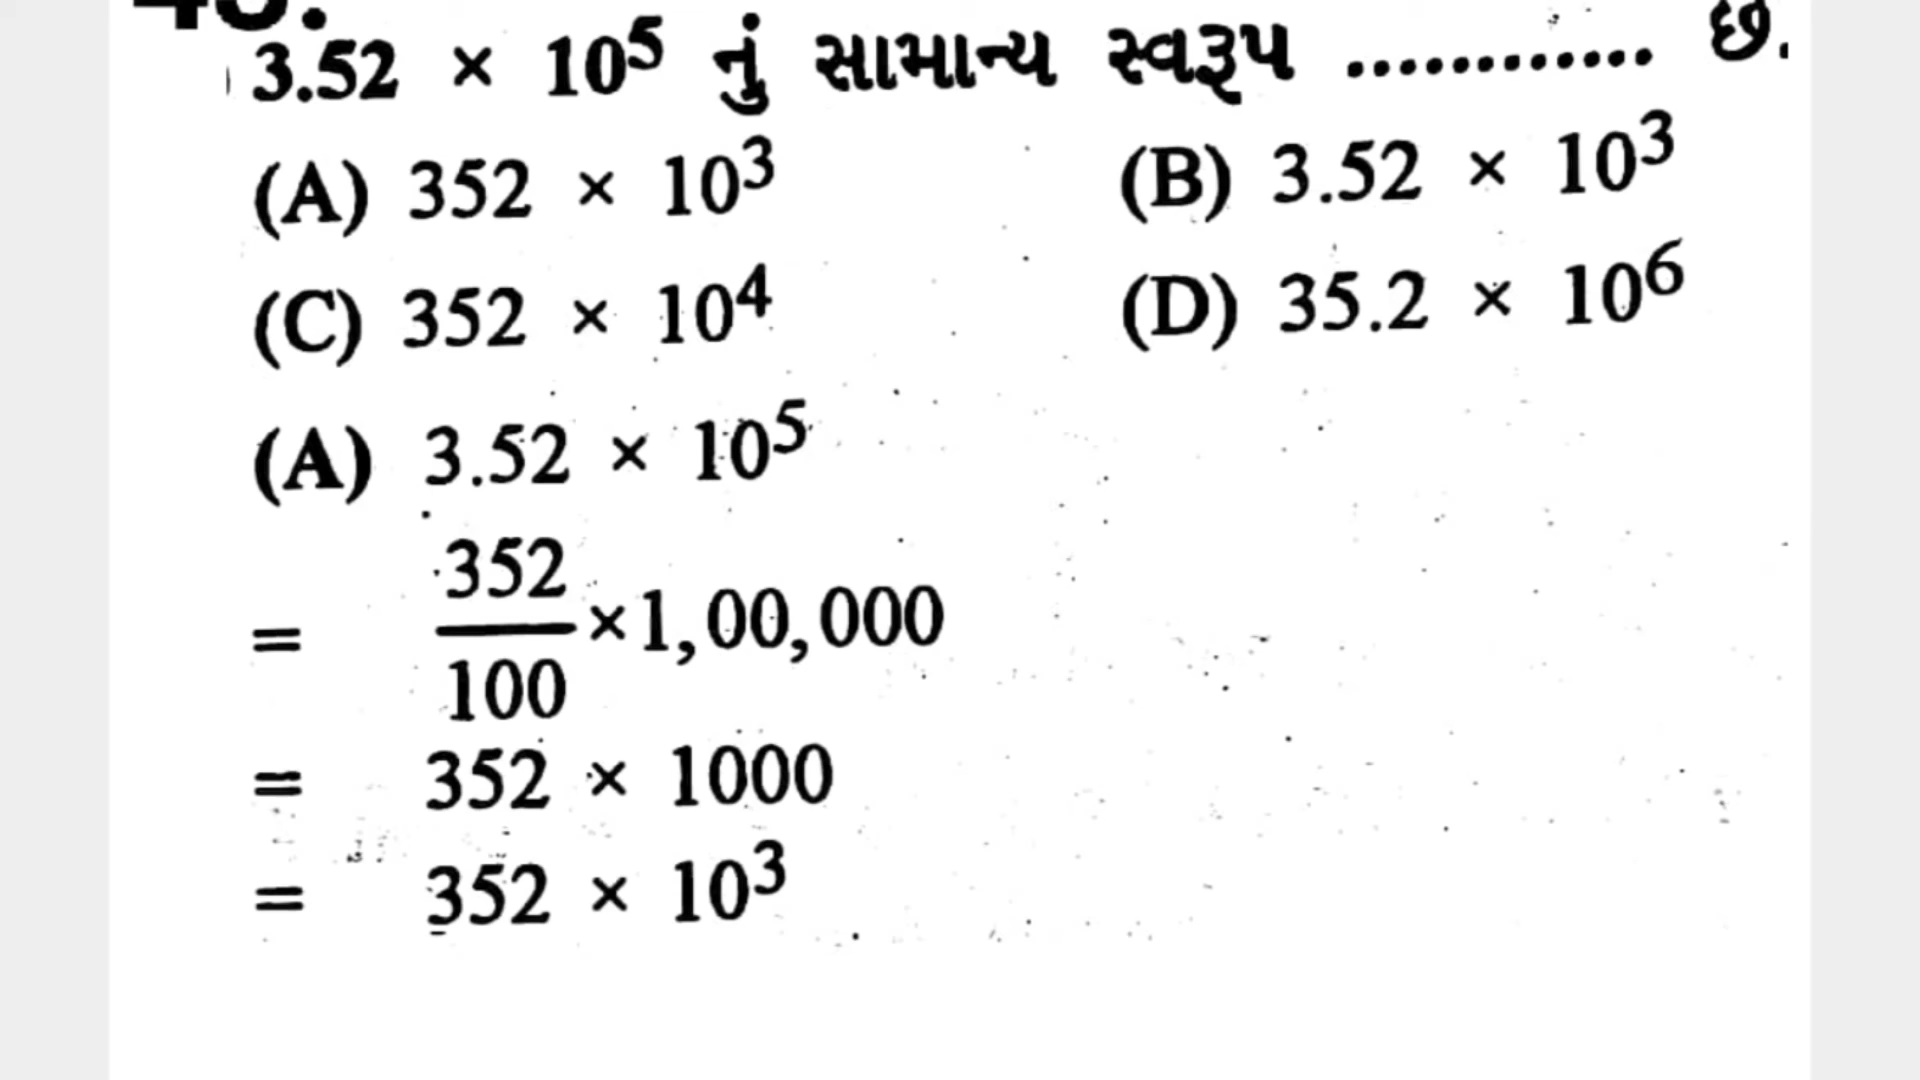 3.52 × 10⁵ નું સામાન્ય સ્વરૂપ ............ છે.
(A) 352 × 10³ (B) 3.52 × 10³
(C) 352 × 10⁴ (D) 35.2 × 10⁶
(A) 3.52 × 10⁵
= 352/100 ×1,00,000
= 352 × 1000
= 352 × 10³